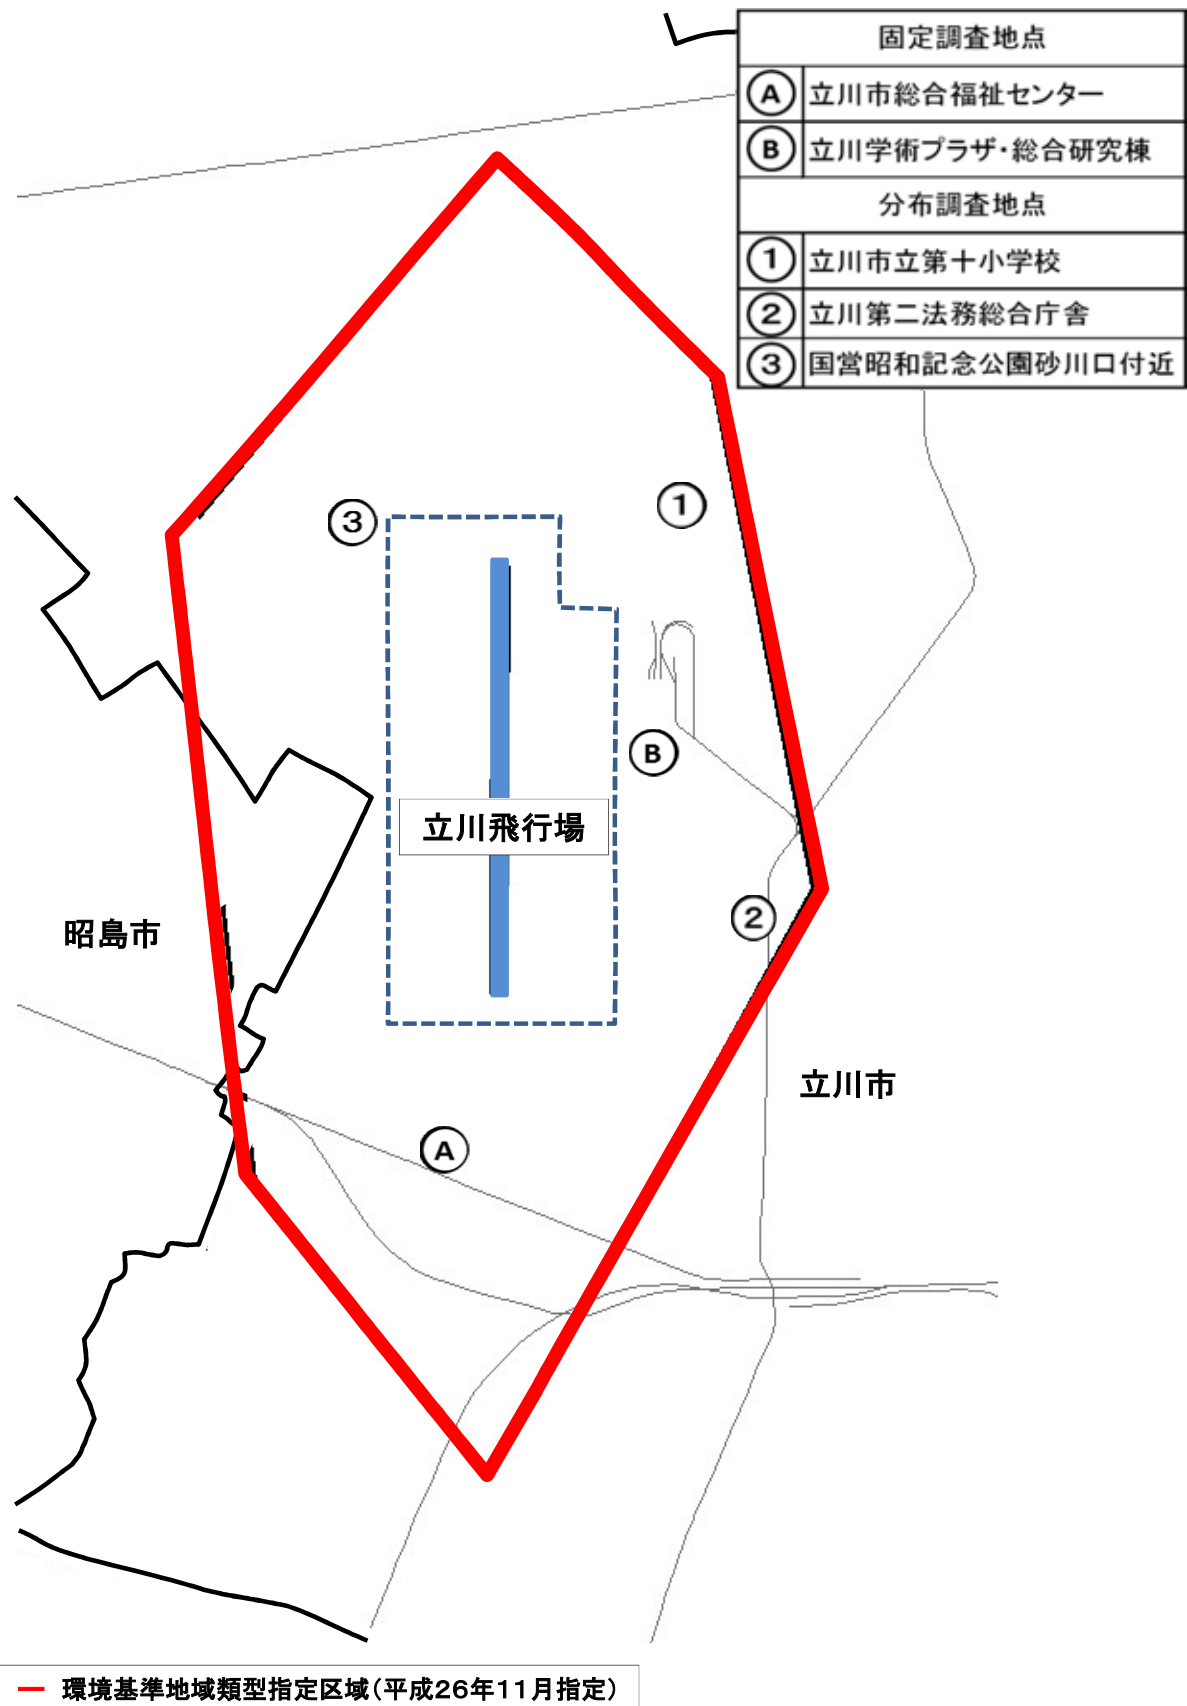 固定調査地点
A 立川市総合福祉センター
B 立川学術プラザ・総合研究棟
分布調査地点
1 立川市立第十小学校
2 立川第二法務総合庁舎
3 国営昭和記念公園砂川口付近
1
3
B
立川飛行場
2
昭島市
立川市
A
環境基準地域類型指定区域(平成26年11月指定)